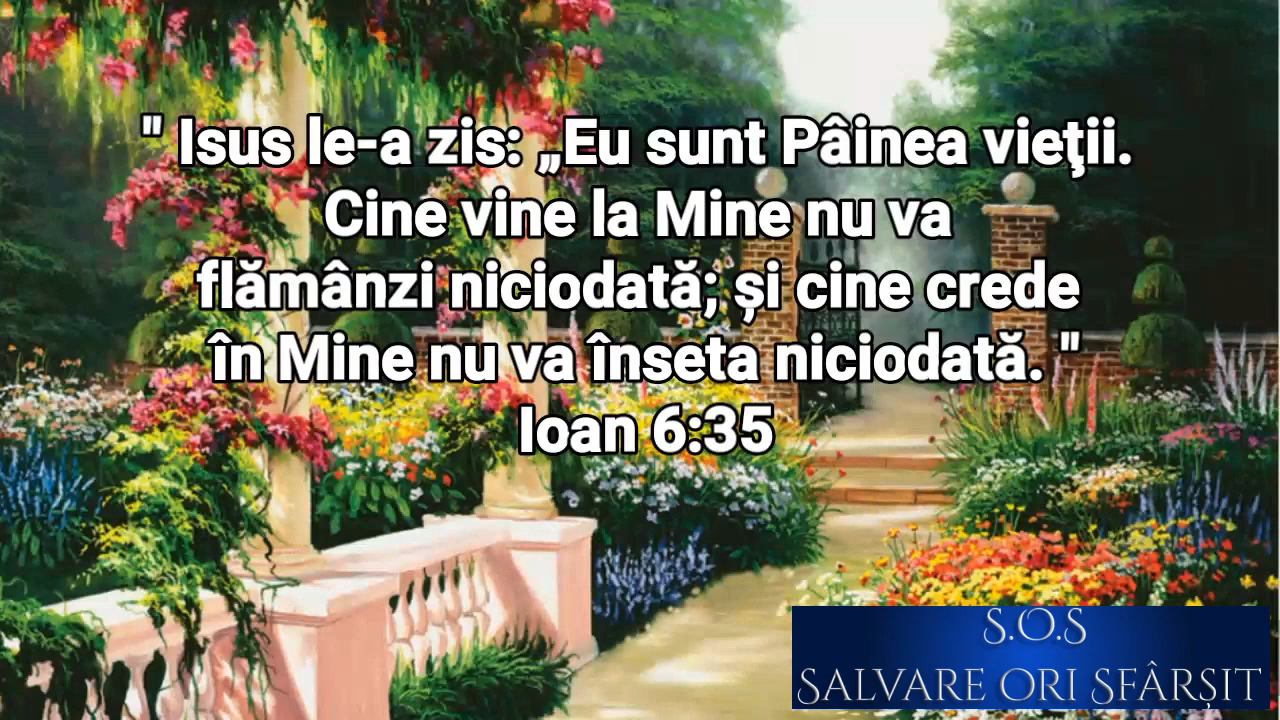 " Isus le-a zis: „Eu sunt Pâinea vieţii.
Cine vine la Mine nu va
flămânzi niciodată; și cine crede
în Mine nu va înseta niciodată. "
Ioan 6:35
S.O.S
SALVARE ORI SFÂRȘIT